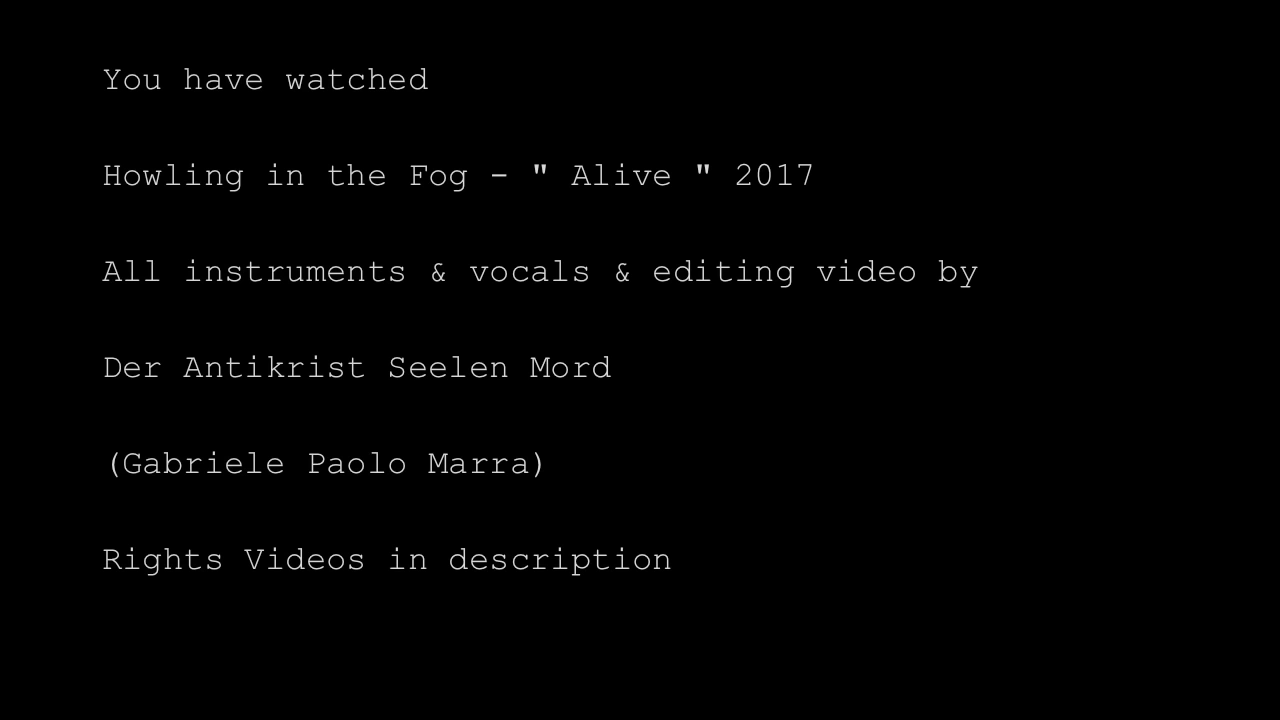 You have watched
Howling in the Fog - " Alive " 2017
All instruments & vocals & editing video by
Der Antikrist Seelen Mord
(Gabriele Paolo Marra)
Rights Videos in description